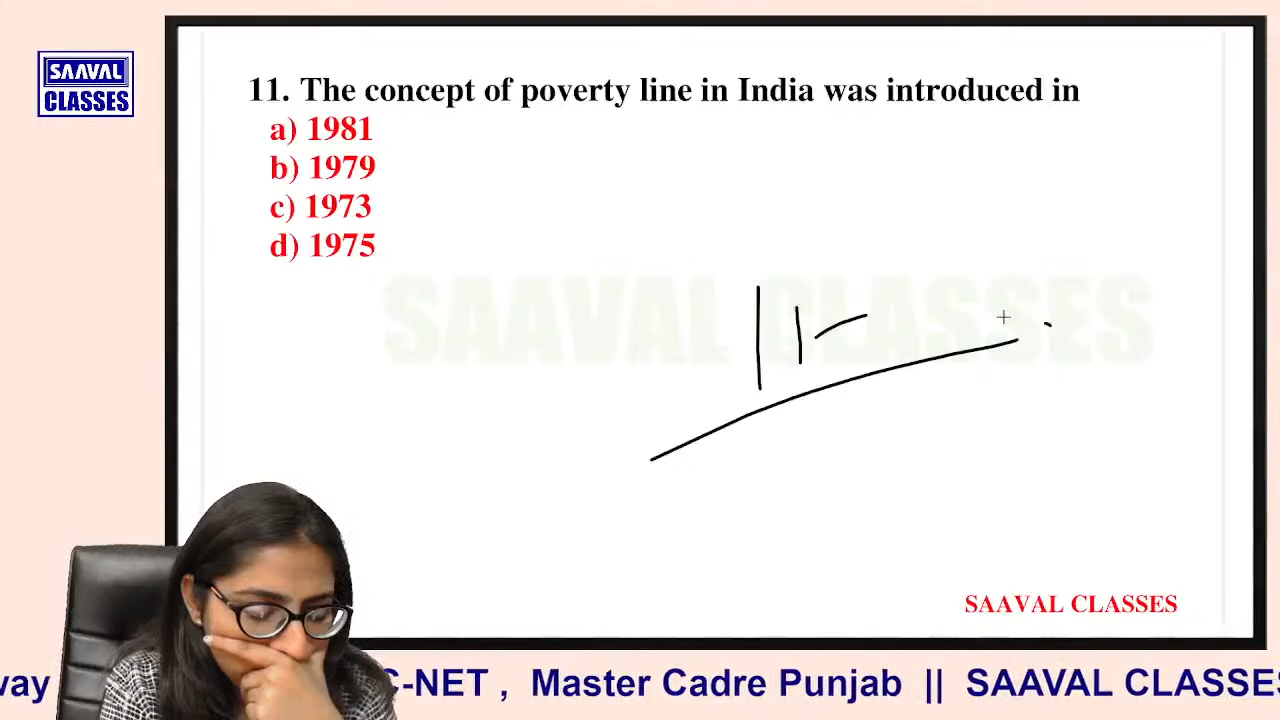 SAAVAL
CLASSES
11. The concept of poverty line in India was introduced in
a) 1981
b) 1979
c) 1973
d) 1975
SAAVAL CLASSES
SAAVAL CLASSES
way C-NET , Master Cadre Punjab || SAAVAL CLASSES